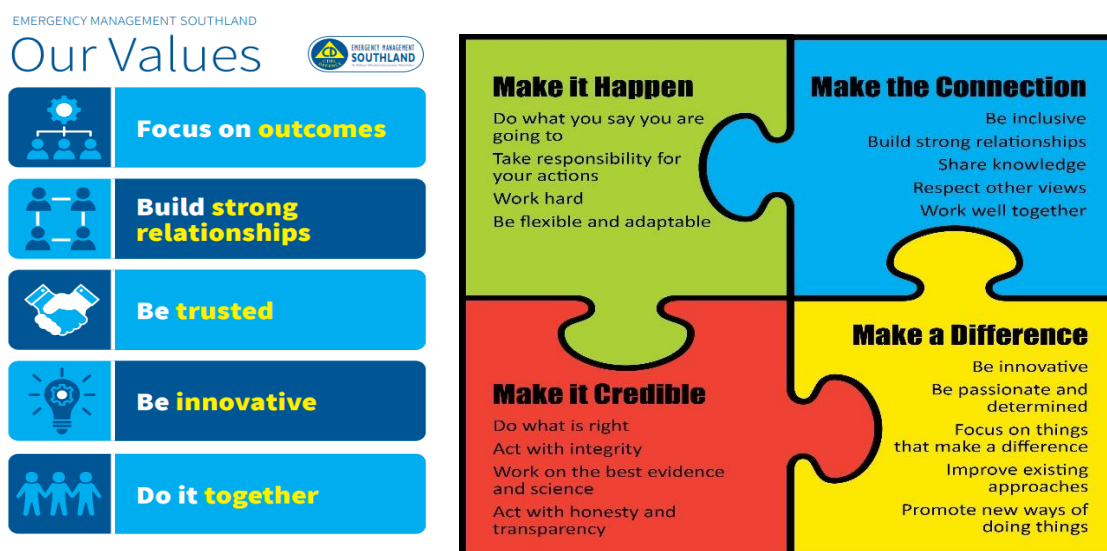 EMERGENCY MANAGEMENT SOUTHLAND
Our Values
CD
CIVIL
EMERGENCY MANAGEMENT
SOUTHLAND
Focus on outcomes
Build strong
relationships
Be trusted
Be innovative
Do it together
Make it Happen
Do what you say you are
going to
Take responsibility for
your actions
Work hard
Be flexible and adaptable
Make the Connection
Be inclusive
Build strong relationships
Share knowledge
Respect other views
Work well together
Make it Credible
Do what is right
Act with integrity
Work on the best evidence
and science
Act with honesty and
transparency
Make a Difference
Be innovative
Be passionate and
determined
Focus on things
that make a difference
Improve existing
approaches
Promote new ways of
doing things